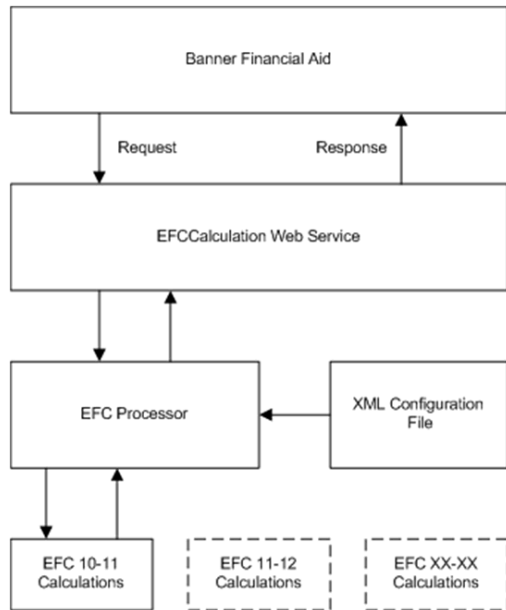 Banner Financial Aid
Request
Response
EFCCalculation Web Service
EFC Processor
XML Configuration
File
EFC 10-11
Calculations
EFC 11-12
Calculations
EFC XX-XX
Calculations